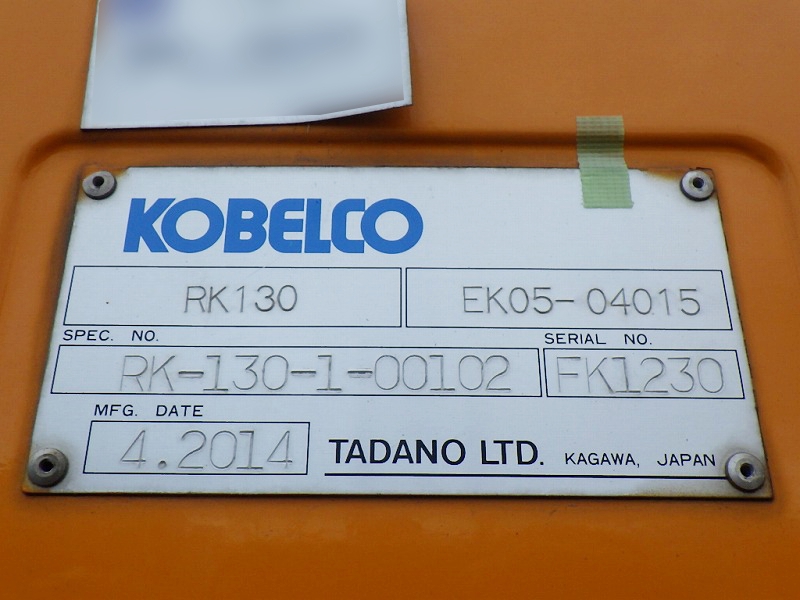 KOBELCO
RK130 EK05-04015
SPEC. NO. SERIAL NO.
RK-130-1-00102 FK1230
MFG. DATE
4.2014 TADANO LTD. KAGAWA, JAPAN